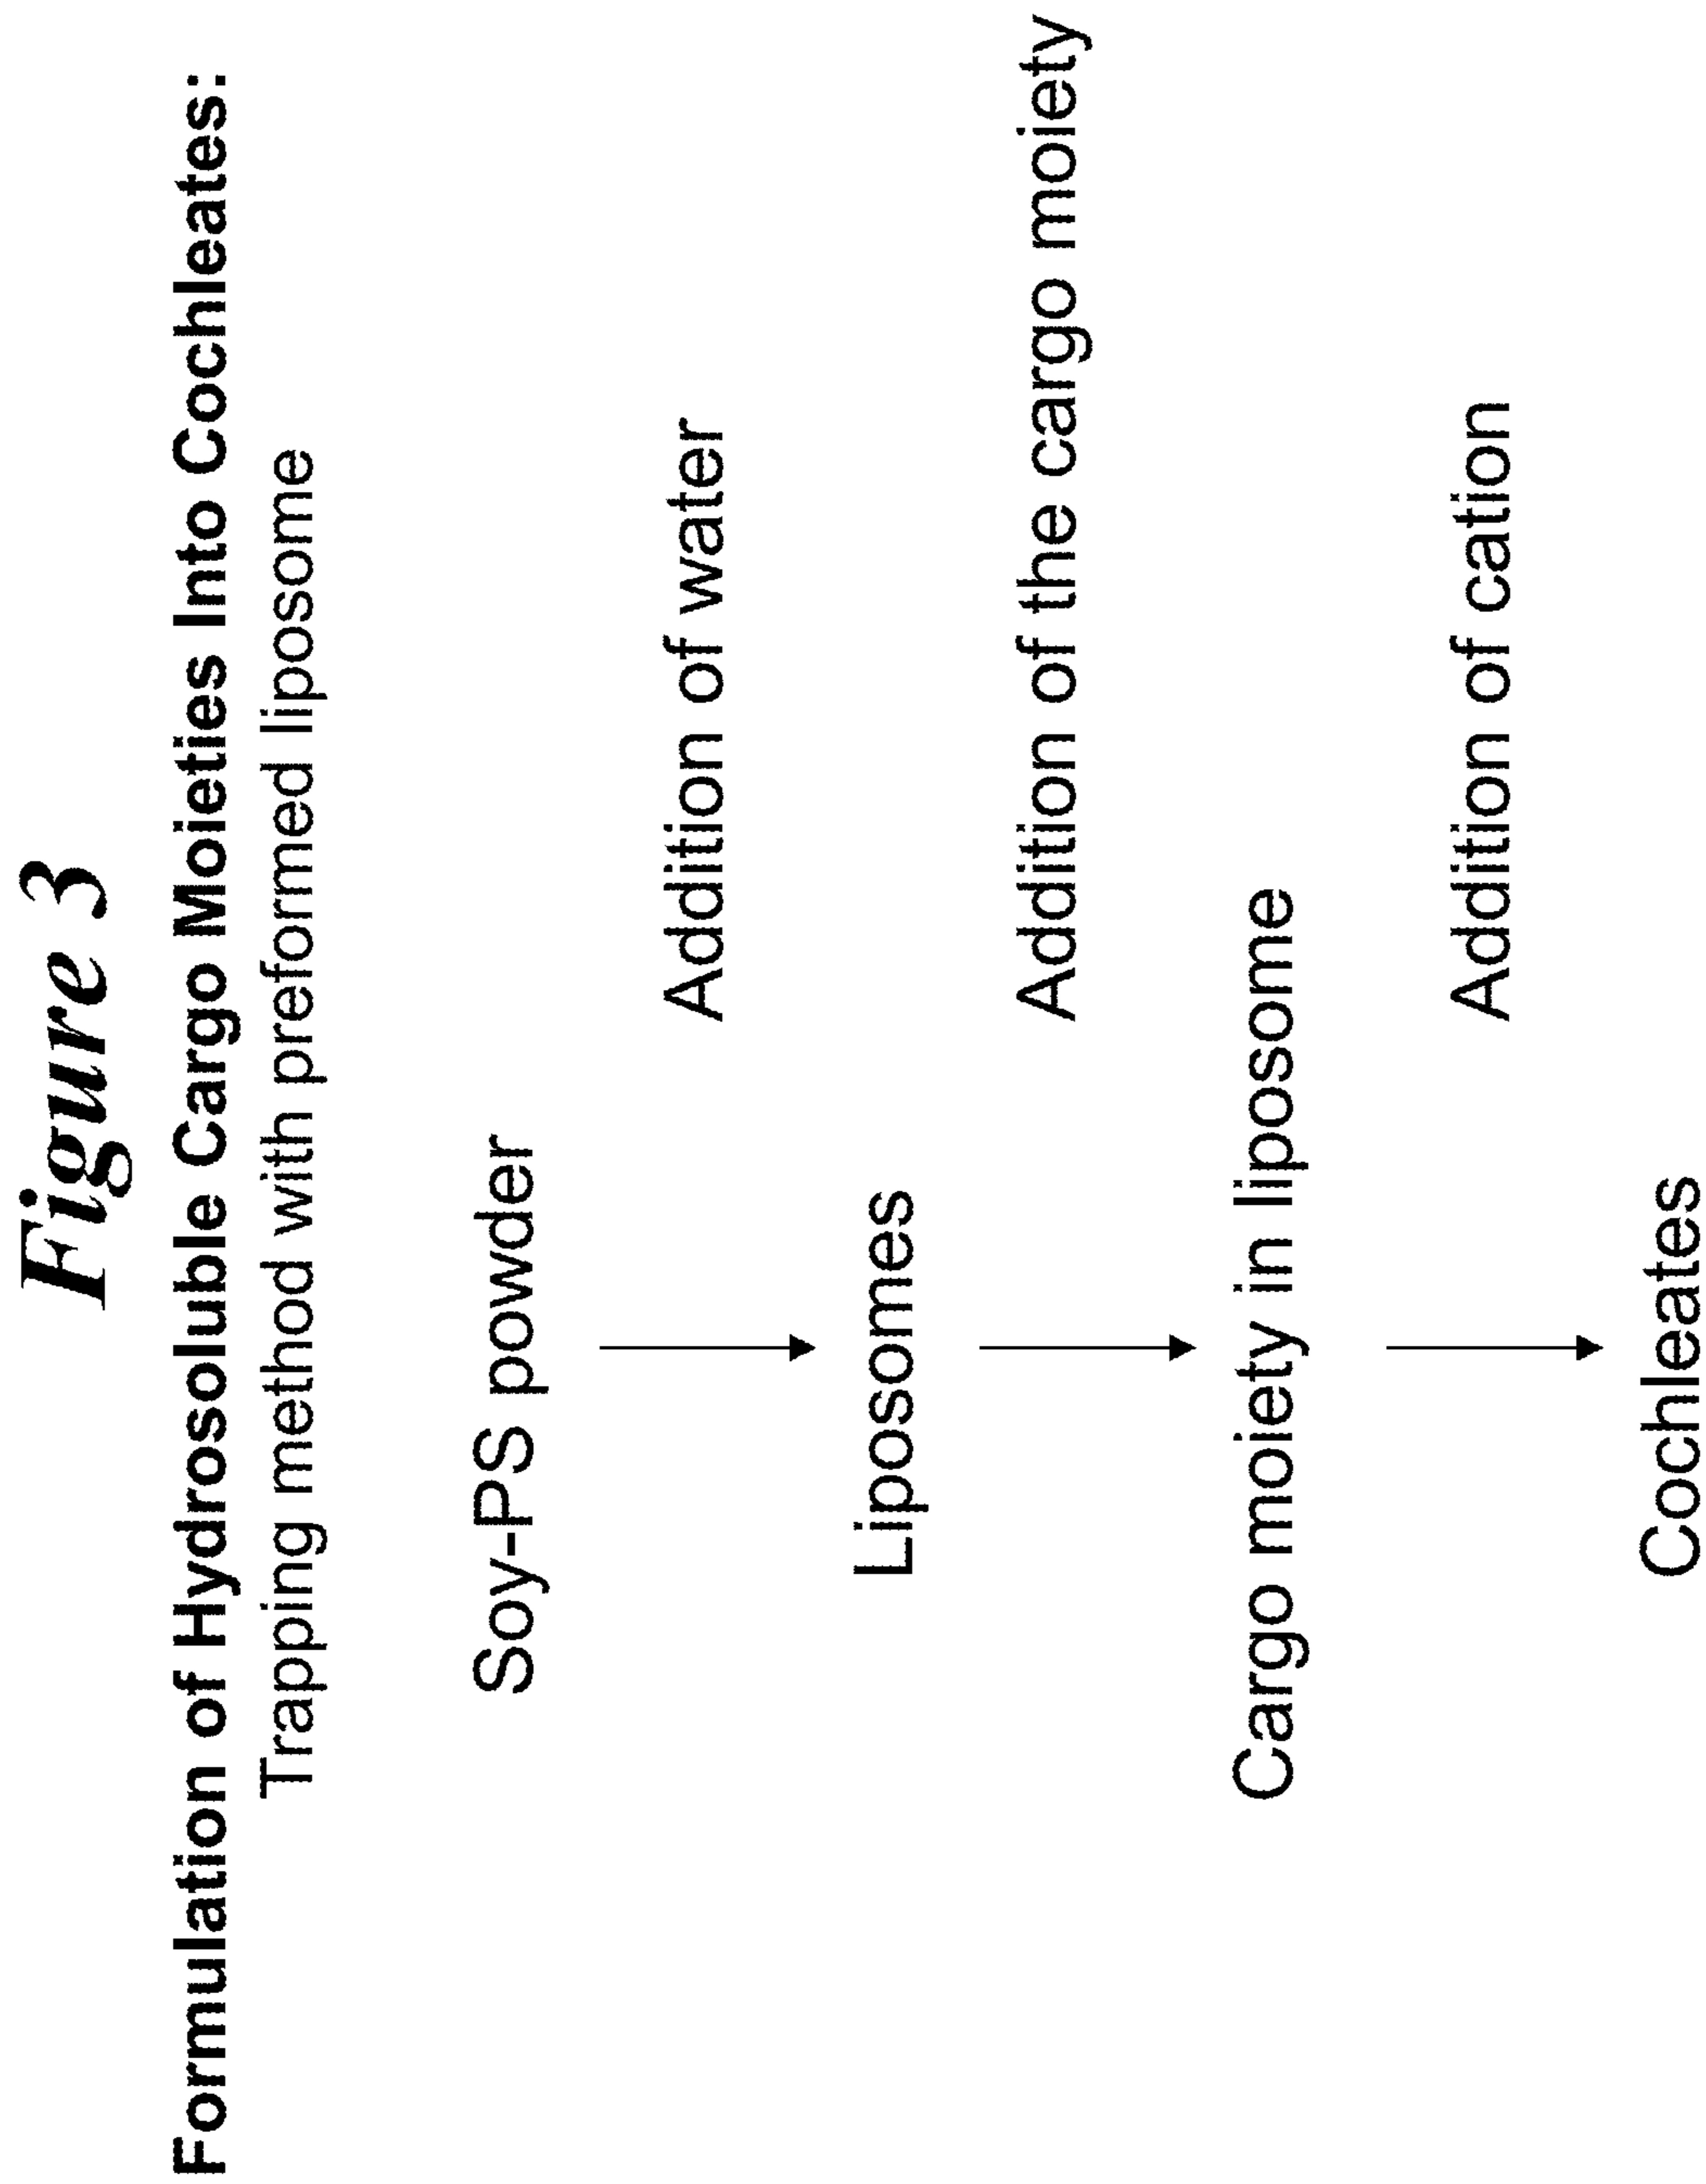 Figure 3
Formulation of Hydrosoluble Cargo Moieties Into Cochleates:
Trapping method with preformed liposome
Soy-PS powder
Addition of water
Liposomes
Addition of the cargo moiety
Cargo moiety in liposome
Addition of cation
Cochleates